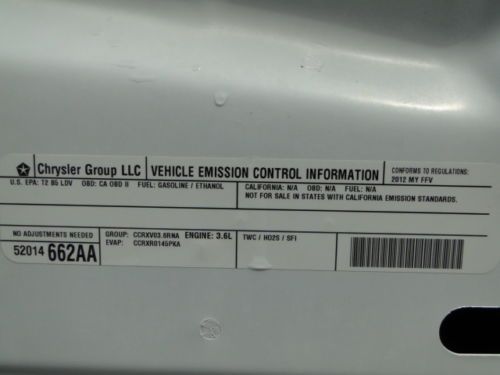 Chrysler Group LLC VEHICLE EMISSION CONTROL INFORMATION CONFORMS TO REGULATIONS:
2012 MY FFV
U.S. EPA: T2 B5 LDV OBD: CA OBD II FUEL: GASOLINE / ETHANOL CALIFORNIA: N/A OBD: N/A FUEL: N/A
NOT FOR SALE IN STATES WITH CALIFORNIA EMISSION STANDARDS.
NO ADJUSTMENTS NEEDED GROUP: CCRXV03.6RNA ENGINE: 3.6L TWC / HO2S / SFI
52014 662AA EVAP: CCRXR0145PKA